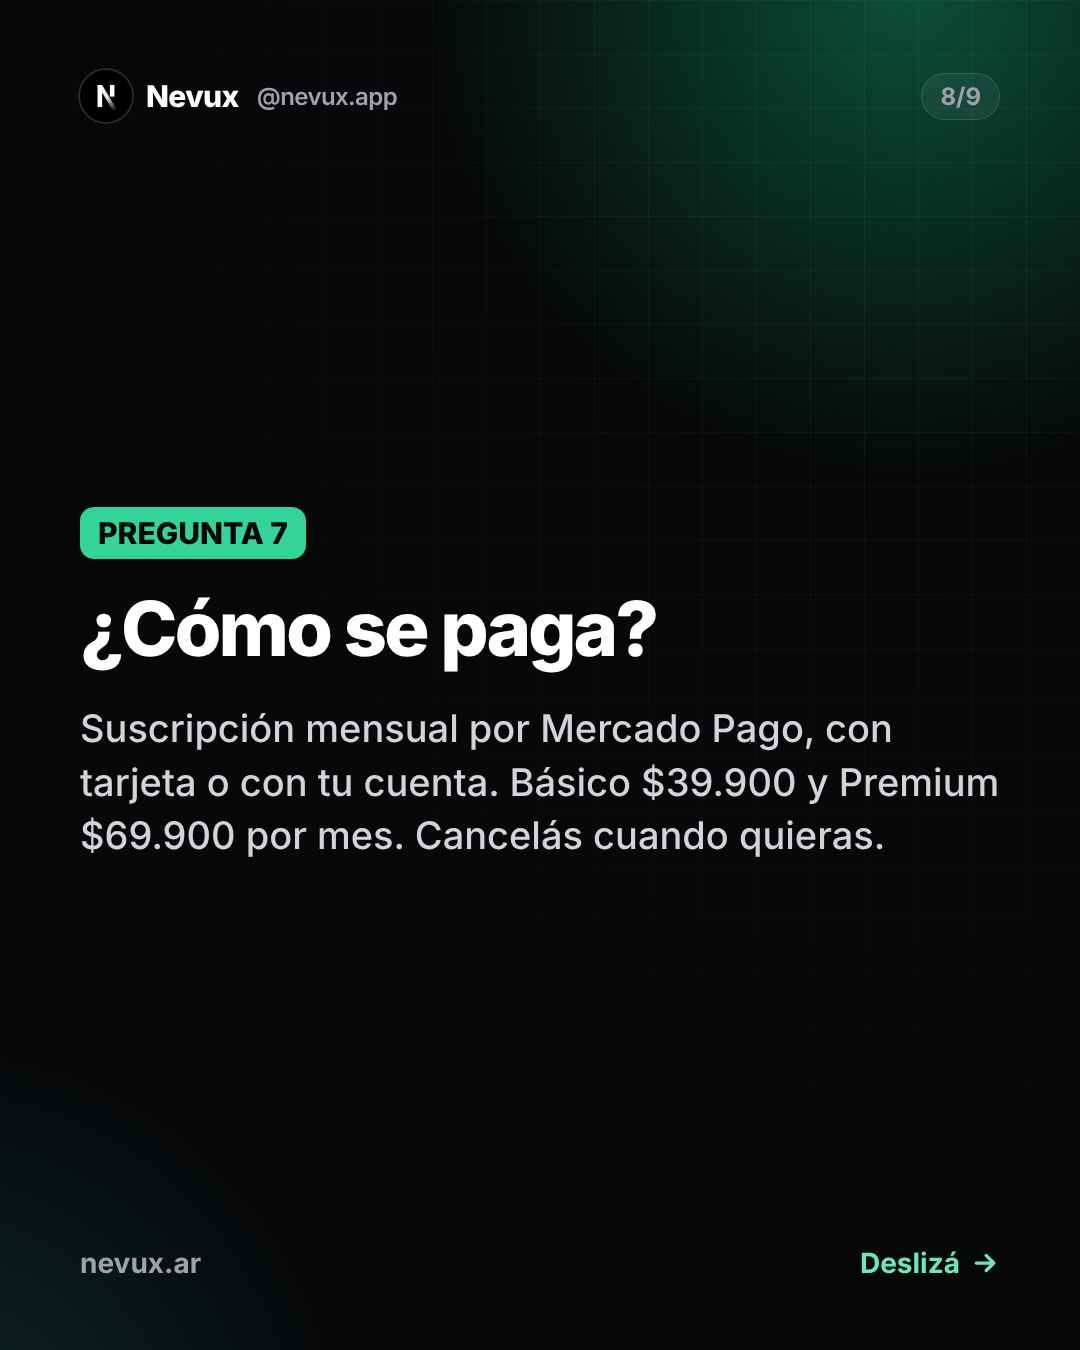 N Nevux @nevux.app 8/9
PREGUNTA 7
¿Cómo se paga?
Suscripción mensual por Mercado Pago, con
tarjeta o con tu cuenta. Básico $39.900 y Premium
$69.900 por mes. Cancelás cuando quieras.
nevux.ar Deslizá →